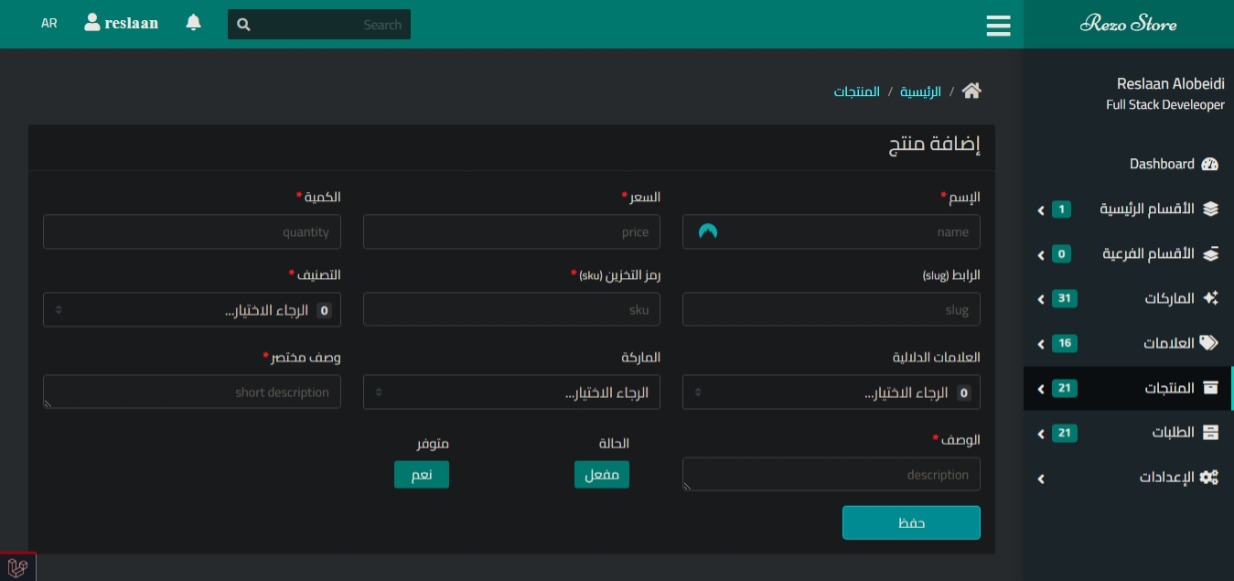 Rezo Store
Search
reslaan
AR
Reslaan Alobeidi
Full Stack Develeoper
Dashboard
الأقسام الرئيسية 1
الأقسام الفرعية 0
الماركات 31
العلامات 16
المنتجات 21
الطلبات 21
الإعدادات
الرئيسية / المنتجات
إضافة منتج
الإسم * السعر * الكمية *
name price quantity
الرابط (slug) رمز التخزين (sku) * التصنيف *
slug sku 0 الرجاء الاختيار...
العلامات الدلالية الماركة وصف مختصر *
0 الرجاء الاختيار... الرجاء الاختيار... short description
الوصف * الحالة متوفر
description مفعل نعم
حفظ